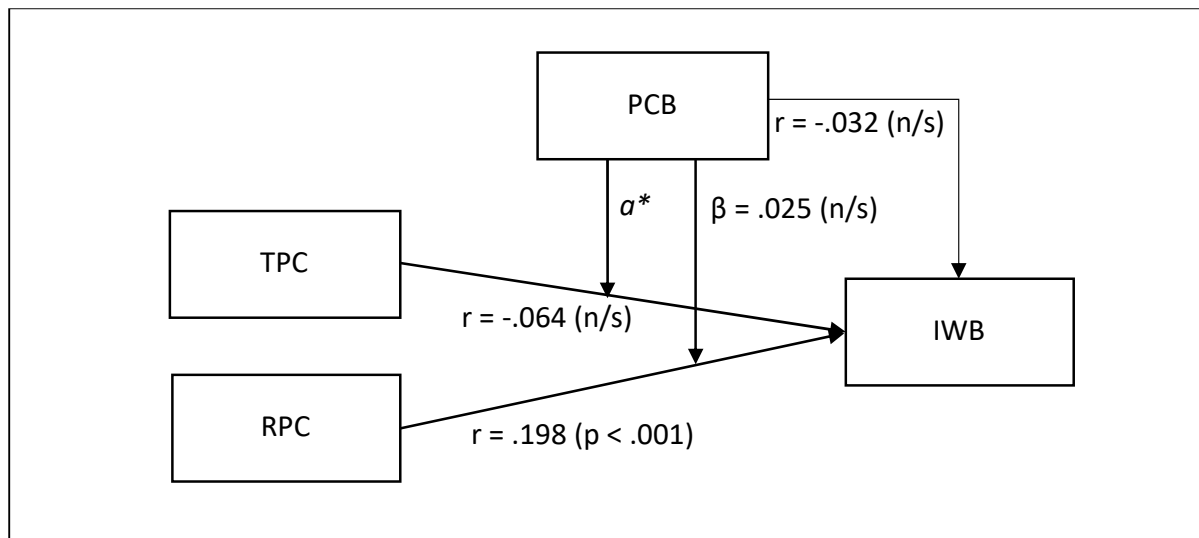 PCB
r = -.032 (n/s)
a*
β = .025 (n/s)
TPC
r = -.064 (n/s)
IWB
RPC
r = .198 (p < .001)